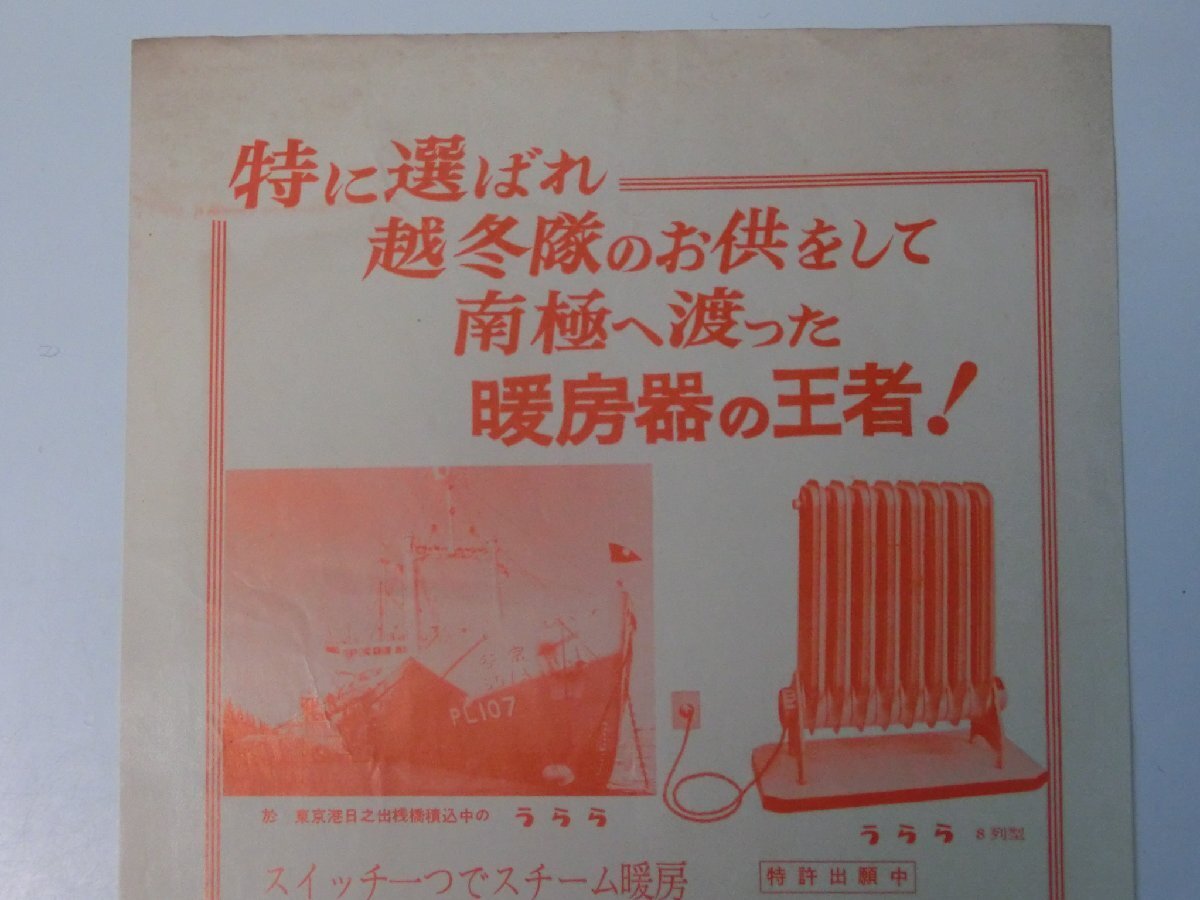 特に選ばれ
越冬隊のお供をして
南極へ渡った
暖房器の王者!
宗谷
PL107
於 東京港日之出桟橋積込中の うらら
うらら 8列型
スイッチ一つでスチーム暖房
特許出願中